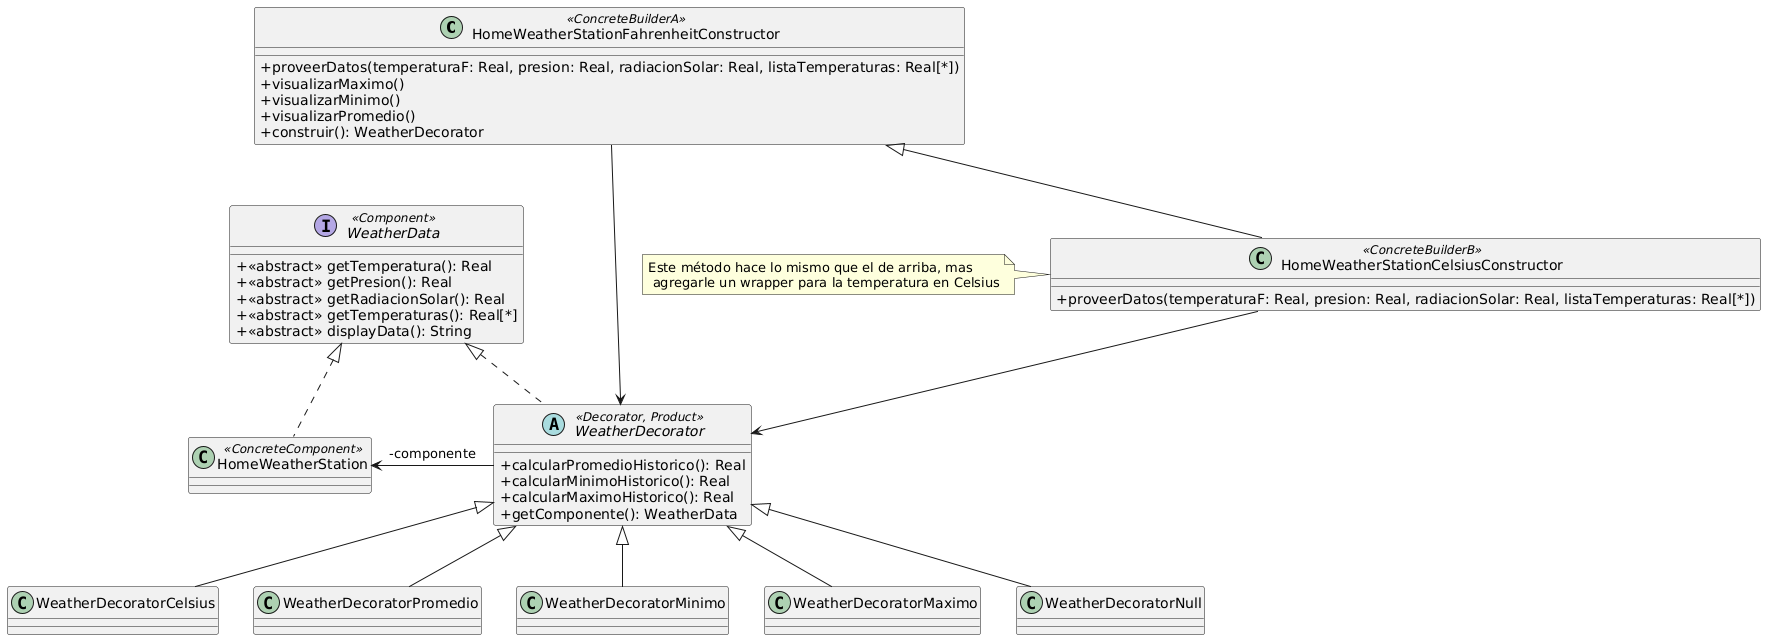 C
«ConcreteBuilderA»
HomeWeatherStationFahrenheitConstructor
+proveerDatos(temperaturaF: Real, presion: Real, radiacionSolar: Real, listaTemperaturas: Real[*])
+visualizarMaximo()
+visualizarMinimo()
+visualizarPromedio()
+construir(): WeatherDecorator
I
«Component»
WeatherData
+«abstract» getTemperatura(): Real
+«abstract» getPresion(): Real
+«abstract» getRadiacionSolar(): Real
+«abstract» getTemperaturas(): Real[*]
+«abstract» displayData(): String
Este método hace lo mismo que el de arriba, mas
agregarle un wrapper para la temperatura en Celsius
C
«ConcreteBuilderB»
HomeWeatherStationCelsiusConstructor
+proveerDatos(temperaturaF: Real, presion: Real, radiacionSolar: Real, listaTemperaturas: Real[*])
C
«ConcreteComponent»
HomeWeatherStation
-componente
A
«Decorator, Product»
WeatherDecorator
+calcularPromedioHistorico(): Real
+calcularMinimoHistorico(): Real
+calcularMaximoHistorico(): Real
+getComponente(): WeatherData
C WeatherDecoratorCelsius
C WeatherDecoratorPromedio
C WeatherDecoratorMinimo
C WeatherDecoratorMaximo
C WeatherDecoratorNull